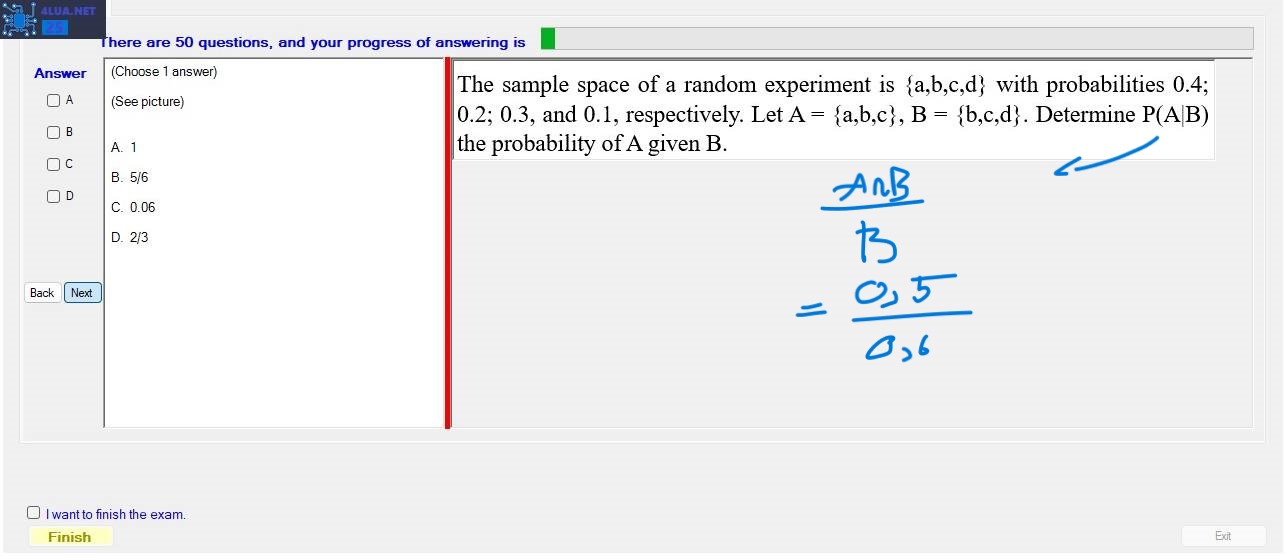 4LUA.NET
25
There are 50 questions, and your progress of answering is
Answer
A
B
C
D
Back
Next
(Choose 1 answer)
(See picture)
A. 1
B. 5/6
C. 0.06
D. 2/3
The sample space of a random experiment is {a,b,c,d} with probabilities 0.4;
0.2; 0.3, and 0.1, respectively. Let A = {a,b,c}, B = {b,c,d}. Determine P(A|B)
the probability of A given B.
A∩B
B
= 0,5
0,6
I want to finish the exam.
Finish
Exit